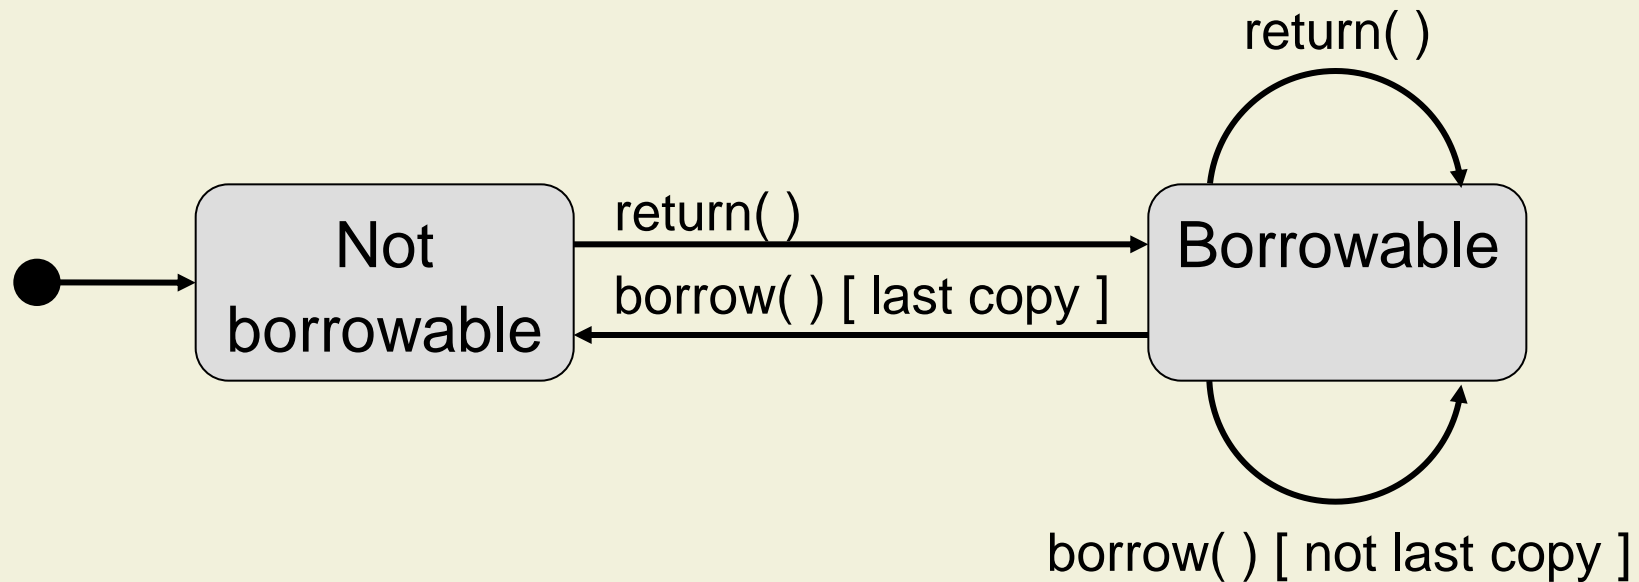 return( )
Not
borrowable
return( )
borrow( ) [ last copy ]
Borrowable
borrow( ) [ not last copy ]